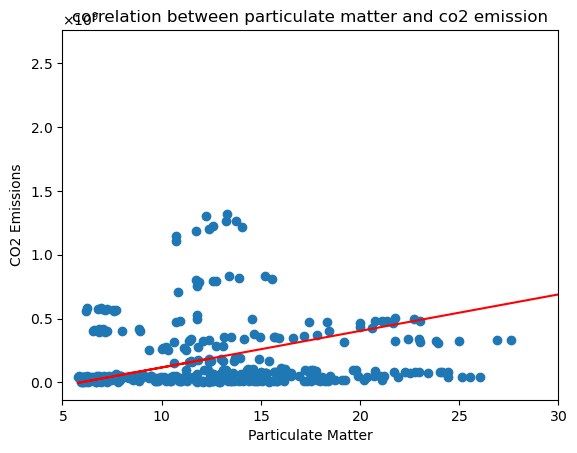 correlation between particulate matter and co2 emission
×10⁹
2.5
2.0
1.5
1.0
0.5
0.0
CO2 Emissions
5 10 15 20 25 30
Particulate Matter